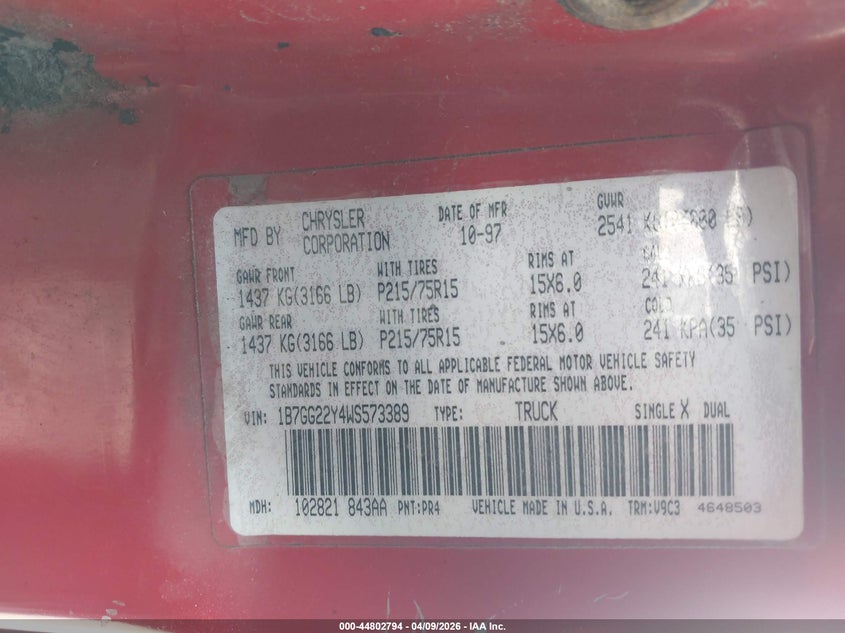 MFD BY CHRYSLER CORPORATION DATE OF MFR 10-97 GVWR 2541
GAWR FRONT WITH TIRES RIMS AT
1437 KG(3166 LB) P215/75R15 15X6.0 241 (35 PSI)
GAWR REAR WITH TIRES RIMS AT COLD
1437 KG(3166 LB) P215/75R15 15X6.0 241 KPA(35 PSI)
THIS VEHICLE CONFORMS TO ALL APPLICABLE FEDERAL MOTOR VEHICLE SAFETY
STANDARDS IN EFFECT ON THE DATE OF MANUFACTURE SHOWN ABOVE.
VIN: 1B7GG22Y4WS573389 TYPE: TRUCK SINGLE X DUAL
MDH: 102821 843AA PNT:PR4 VEHICLE MADE IN U.S.A. TRM:V9C3 4648503
000-44802794 | 04/09/2026 - IAA Inc.